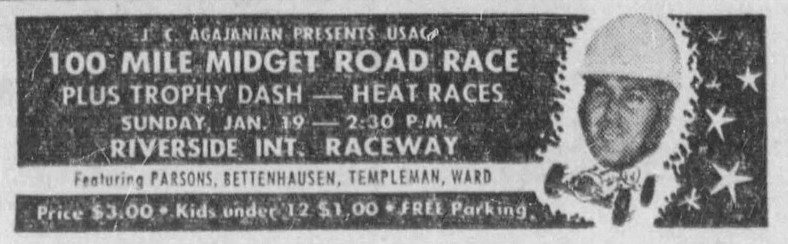 J. C. AGAJANIAN PRESENTS USAC
100 MILE MIDGET ROAD RACE
PLUS TROPHY DASH — HEAT RACES
SUNDAY, JAN. 19 — 2:30 P.M.
RIVERSIDE INT. RACEWAY
Featuring PARSONS, BETTENHAUSEN, TEMPLEMAN, WARD
Price $3.00 • Kids under 12 $1.00 • FREE Parking